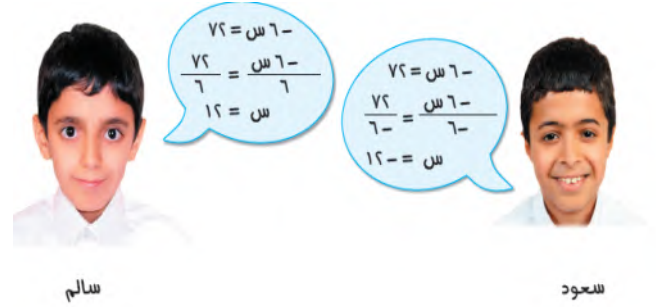 –٦ س = ٧٢
–٦ س / –٦ = ٧٢ / –٦
س = –١٢
–٦ س = ٧٢
–٦ س / ٦ = ٧٢ / ٦
س = ١٢
سعود
سالم